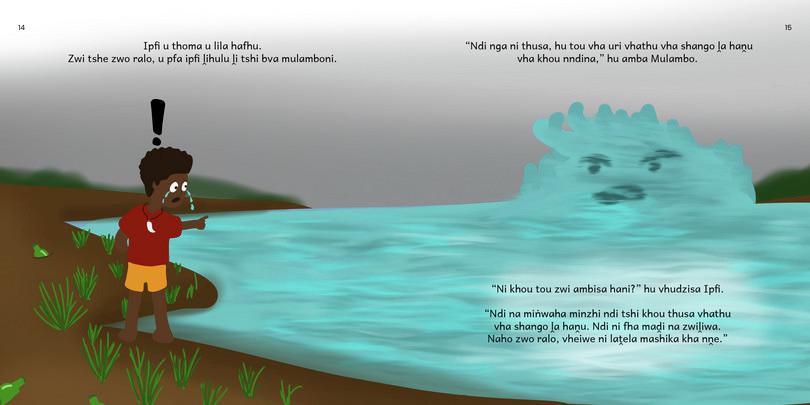 14
Ipfi u thoma u lila hafhu.
Zwi tshe zwo ralo, u pfa ipfi ḽihulu ḽi tshi bva mulamboni.
15
“Ndi nga ni thusa, hu tou vha uri vhathu vha shango ḽa haṋu
vha khou nndina,” hu amba Mulambo.
“Ni khou tou zwi ambisa hani?” hu vhudzisa Ipfi.
“Ndi na miṅwaha minzhi ndi tshi khou thusa vhathu
vha shango ḽa haṋu. Ndi ni fha maḓi na zwiḽiwa.
Naho zwo ralo, vheiwe ni laṱela mashika kha nṋe.”